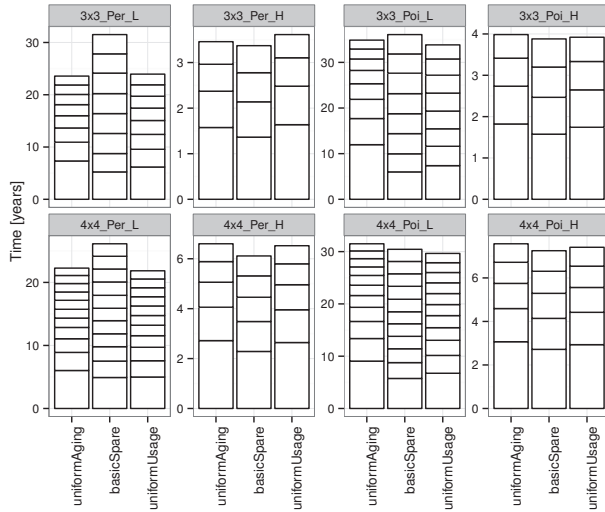 3x3_Per_L
3x3_Per_H
3x3_Poi_L
3x3_Poi_H
30
20
10
0
3
2
1
0
30
20
10
0
4
3
2
1
0
Time [years]
4x4_Per_L
4x4_Per_H
4x4_Poi_L
4x4_Poi_H
20
10
0
6
4
2
0
30
20
10
0
6
4
2
0
uniformAging
basicSpare
uniformUsage
uniformAging
basicSpare
uniformUsage
uniformAging
basicSpare
uniformUsage
uniformAging
basicSpare
uniformUsage